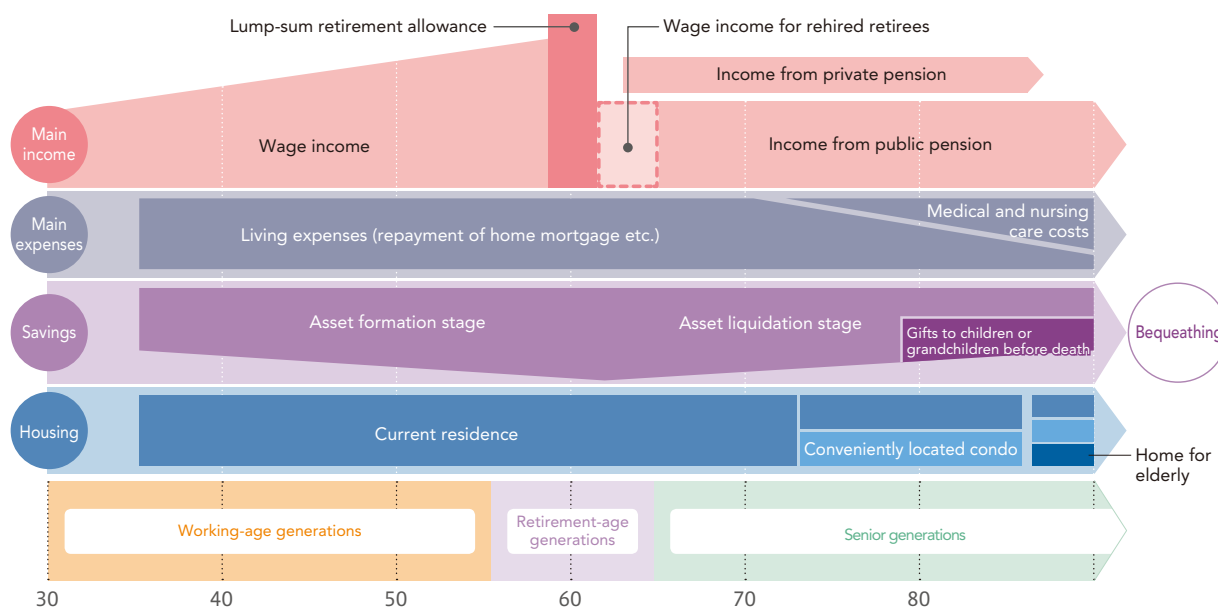 Lump-sum retirement allowance
Wage income for rehired retirees
Income from private pension
Main
income
Wage income
Income from public pension
Main
expenses
Living expenses (repayment of home mortgage etc.)
Medical and nursing
care costs
Savings
Asset formation stage
Asset liquidation stage
Gifts to children or
grandchildren before death
Bequeathing
Housing
Current residence
Conveniently located condo
Home for
elderly
Working-age generations
Retirement-age
generations
Senior generations
30
40
50
60
70
80